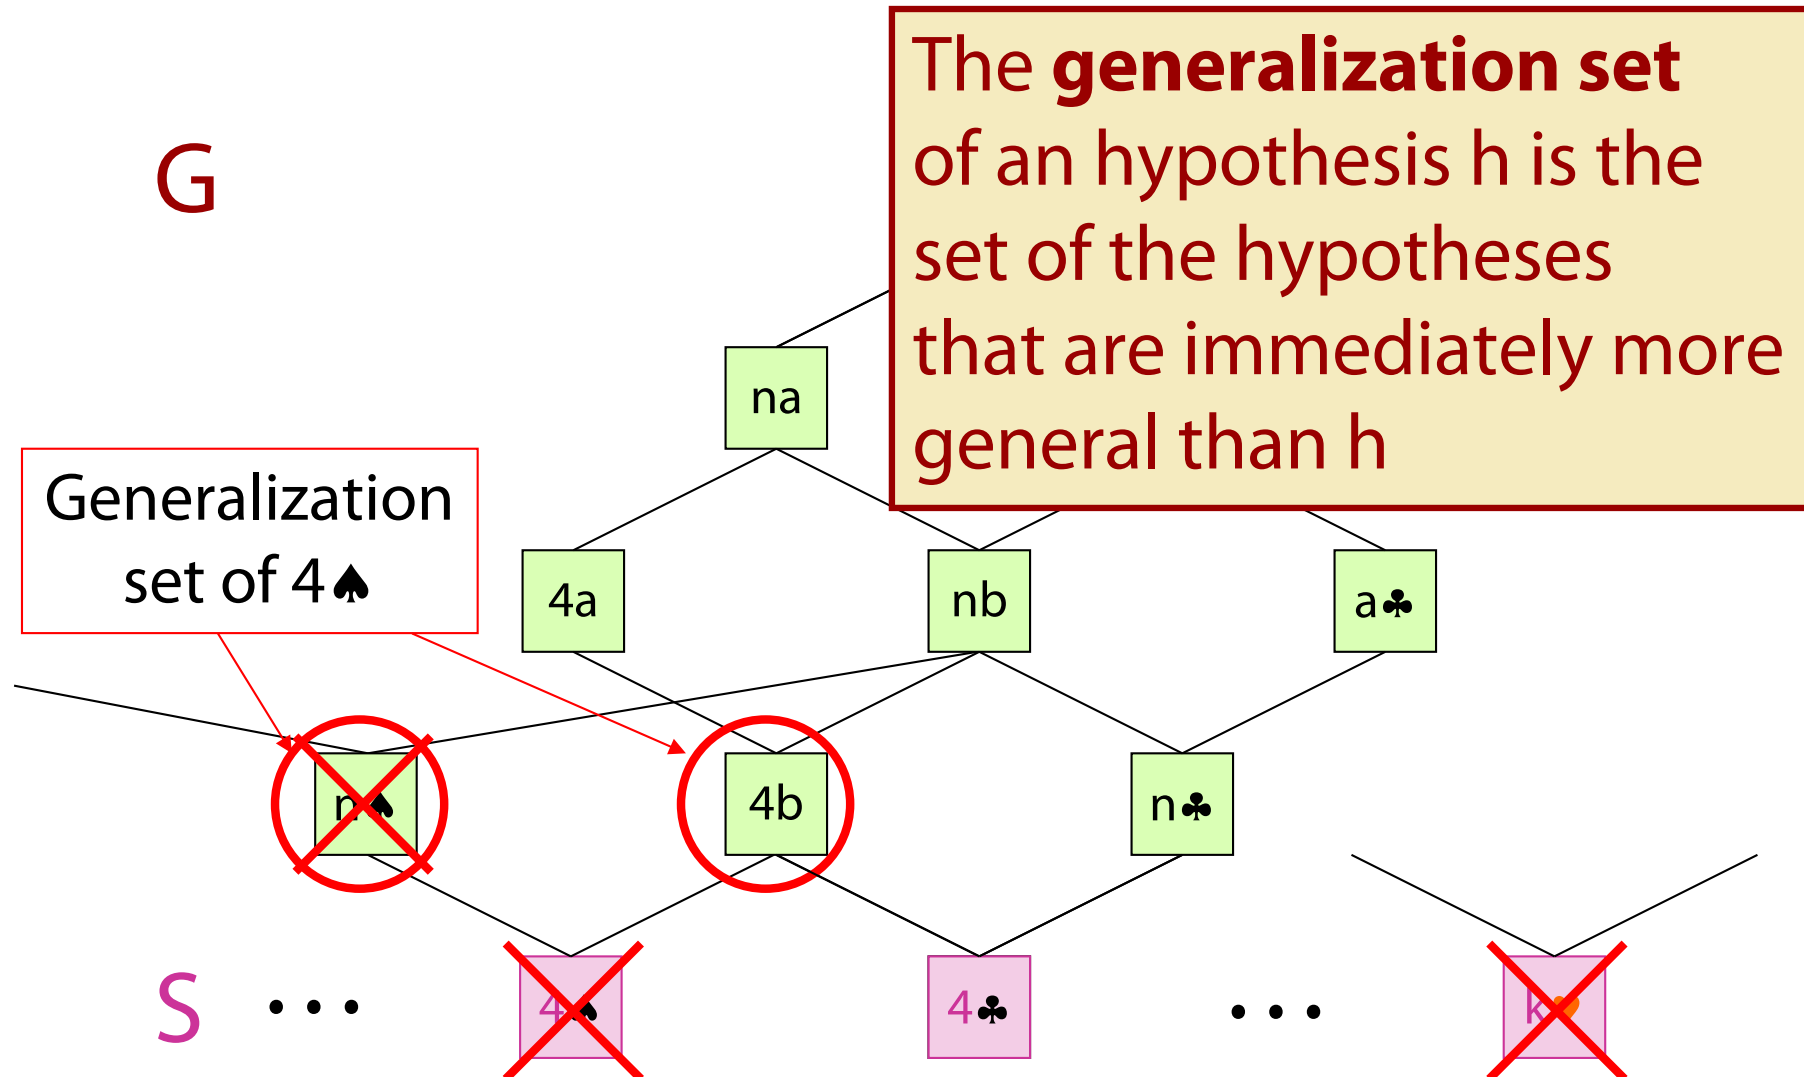 The generalization set
of an hypothesis h is the
set of the hypotheses
that are immediately more
general than h
G
na
Generalization
set of 4♠
4a
nb
a♣
n♠
4b
n♣
S
• • •
4♠
4♣
• • •
k♥